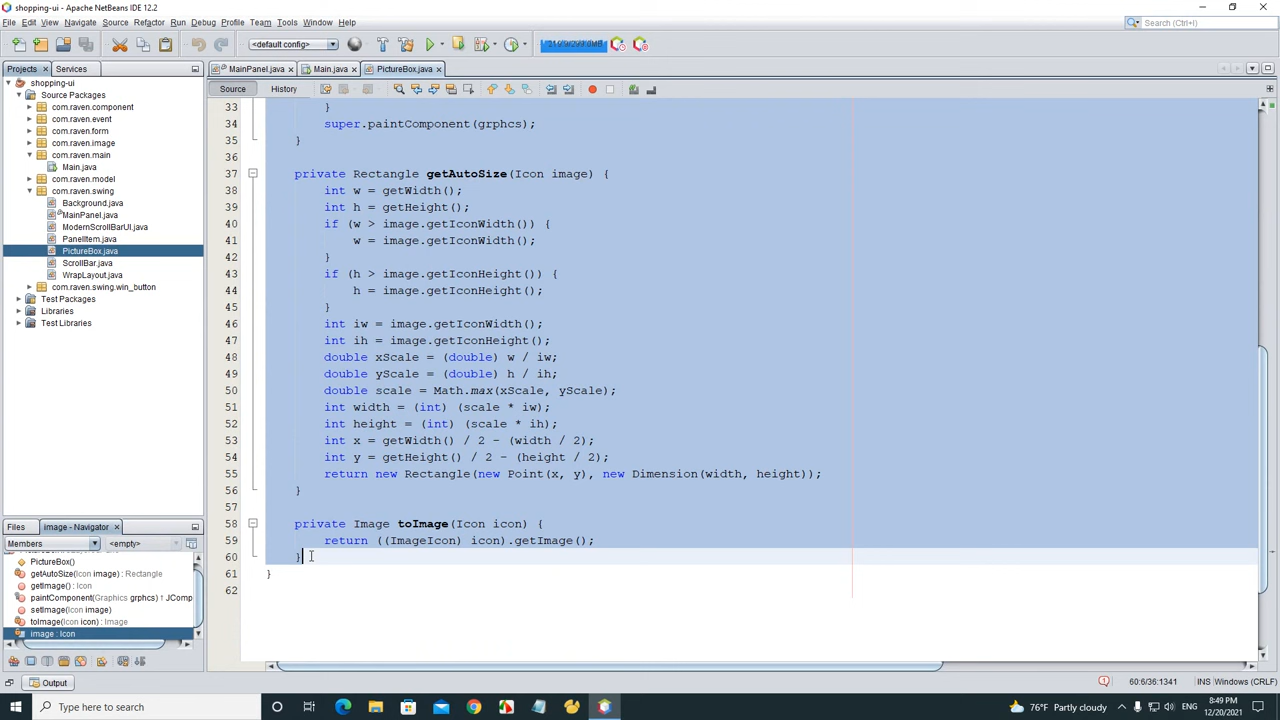 shopping-ui - Apache NetBeans IDE 12.2
File Edit View Navigate Source Refactor Run Debug Profile Team Tools Window Help
Search (Ctrl+I)
<default config>
Projects
Services
MainPanel.java
Main.java
PictureBox.java
Source
History
shopping-ui
Source Packages
com.raven.component
com.raven.event
com.raven.form
com.raven.image
com.raven.main
Main.java
com.raven.model
com.raven.swing
Background.java
MainPanel.java
ModernScrollBarUI.java
PanelItem.java
PictureBox.java
ScrollBar.java
WrapLayout.java
com.raven.swing.win_button
Test Packages
Libraries
Test Libraries
33 }
34 super.paintComponent(grphcs);
35 }
36
37 private Rectangle getAutoSize(Icon image) {
38 int w = getWidth();
39 int h = getHeight();
40 if (w > image.getIconWidth()) {
41 w = image.getIconWidth();
42 }
43 if (h > image.getIconHeight()) {
44 h = image.getIconHeight();
45 }
46 int iw = image.getIconWidth();
47 int ih = image.getIconHeight();
48 double xScale = (double) w / iw;
49 double yScale = (double) h / ih;
50 double scale = Math.max(xScale, yScale);
51 int width = (int) (scale * iw);
52 int height = (int) (scale * ih);
53 int x = getWidth() / 2 - (width / 2);
54 int y = getHeight() / 2 - (height / 2);
55 return new Rectangle(new Point(x, y), new Dimension(width, height));
56 }
57
58 private Image toImage(Icon icon) {
59 return ((ImageIcon) icon).getImage();
60 }
61 }
62
Files
image - Navigator
Members
<empty>
PictureBox()
getAutoSize(Icon image) : Rectangle
getImage() : Icon
paintComponent(Graphics grphcs) ↑ JComp
setImage(Icon image)
toImage(Icon icon) : Image
image : Icon
Output
60:6/36:1341
INS
Windows (CRLF)
Type here to search
76°F Partly cloudy
ENG
8:49 PM
12/20/2021